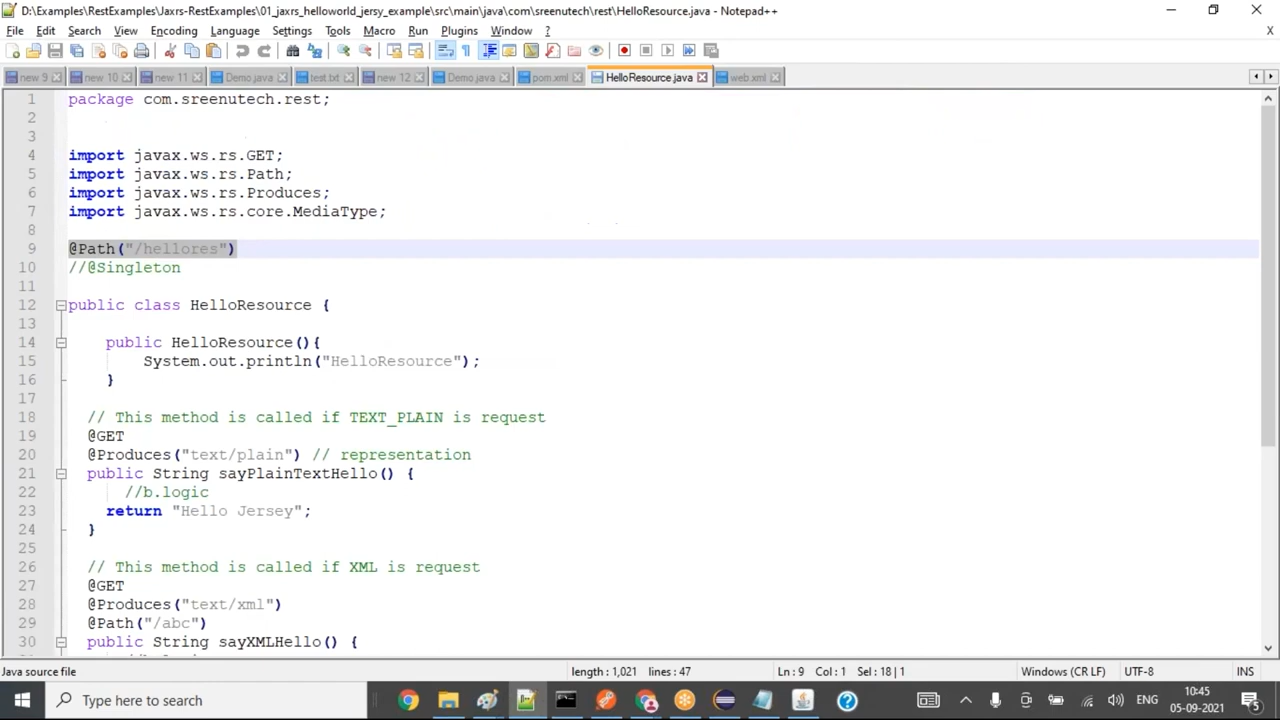 D:\Examples\RestExamples\Jaxrs-RestExamples\01_jaxrs_helloworld_jersy_example\src\main\java\com\sreenutech\rest\HelloResource.java - Notepad++
File Edit Search View Encoding Language Settings Tools Macro Run Plugins Window ? X
new 9 new 10 new 11 Demo.java test.txt new 12 Demo.java pom.xml HelloResource.java web.xml
1 package com.sreenutech.rest;
2
3
4 import javax.ws.rs.GET;
5 import javax.ws.rs.Path;
6 import javax.ws.rs.Produces;
7 import javax.ws.rs.core.MediaType;
8
9 @Path("/hellores")
10 //@Singleton
11
12 public class HelloResource {
13
14 public HelloResource(){
15 System.out.println("HelloResource");
16 }
17
18 // This method is called if TEXT_PLAIN is request
19 @GET
20 @Produces("text/plain") // representation
21 public String sayPlainTextHello() {
22 //b.logic
23 return "Hello Jersey";
24 }
25
26 // This method is called if XML is request
27 @GET
28 @Produces("text/xml")
29 @Path("/abc")
30 public String sayXMLHello() {
Java source file length : 1,021 lines : 47 Ln : 9 Col : 1 Sel : 18 | 1 Windows (CR LF) UTF-8 INS
Type here to search ENG 10:45
05-09-2021 5